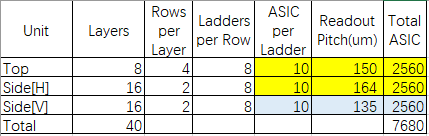 Unit Layers Rows per Layer Ladders per Row ASIC per Ladder Readout Pitch(um) Total ASIC
Top 8 4 8 10 150 2560
Side[H] 16 2 8 10 164 2560
Side[V] 16 2 8 10 135 2560
Total 40 7680